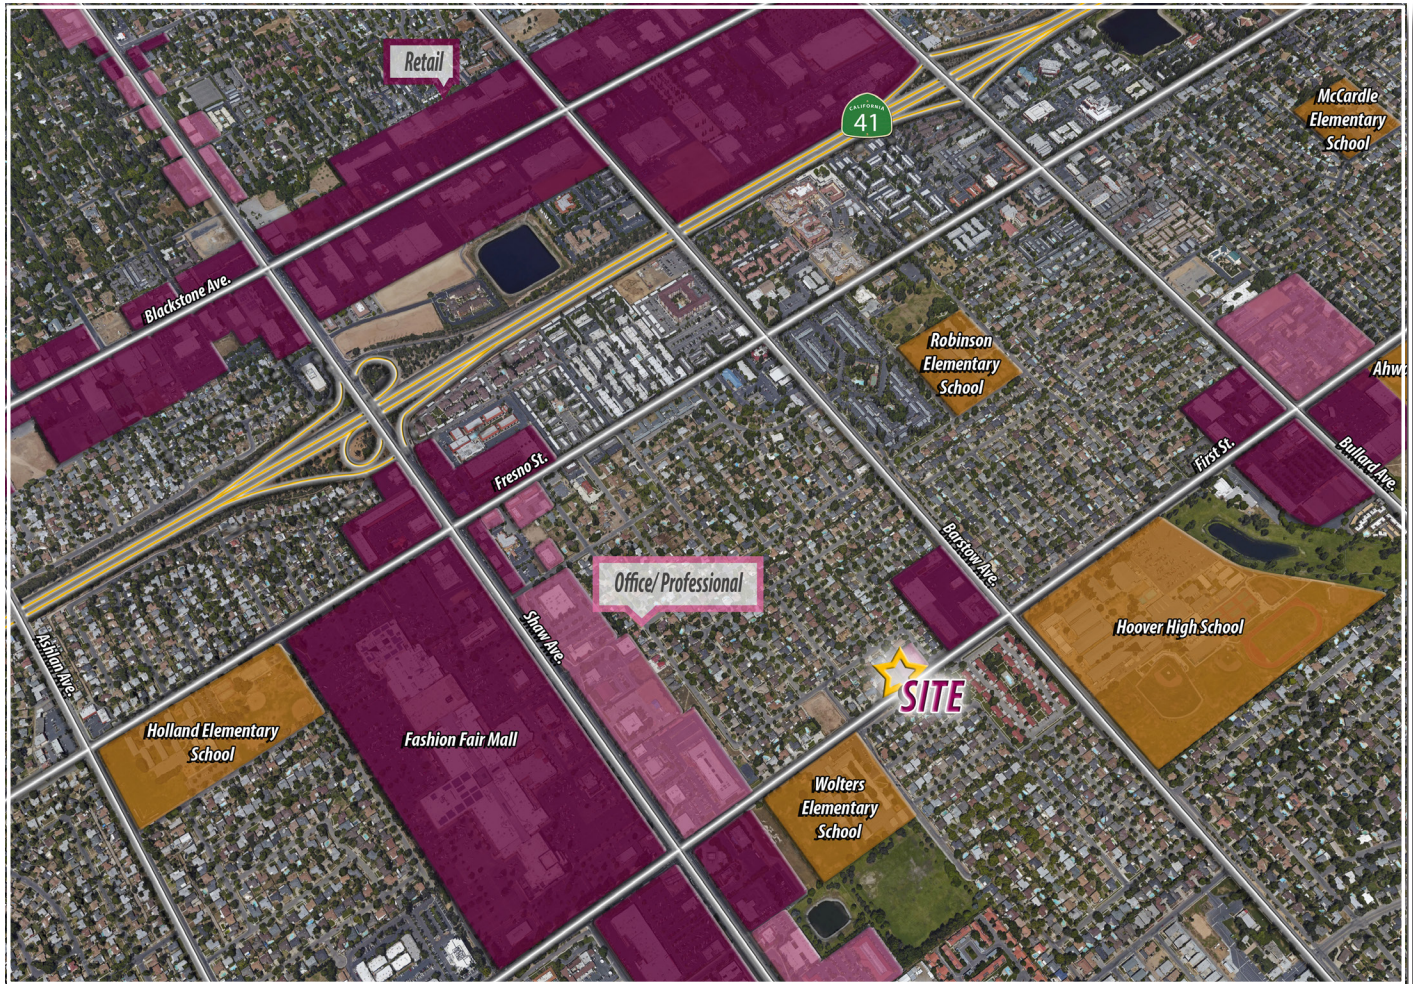 Retail
CALIFORNIA
41
McCardle
Elementary
School
Blackstone Ave.
Robinson
Elementary
School
Ahwa
First St.
Bullard Ave.
Fresno St.
Barstow Ave.
Office/ Professional
Hoover High School
Shaw Ave.
Ashlan Ave.
SITE
Holland Elementary
School
Fashion Fair Mall
Wolters
Elementary
School